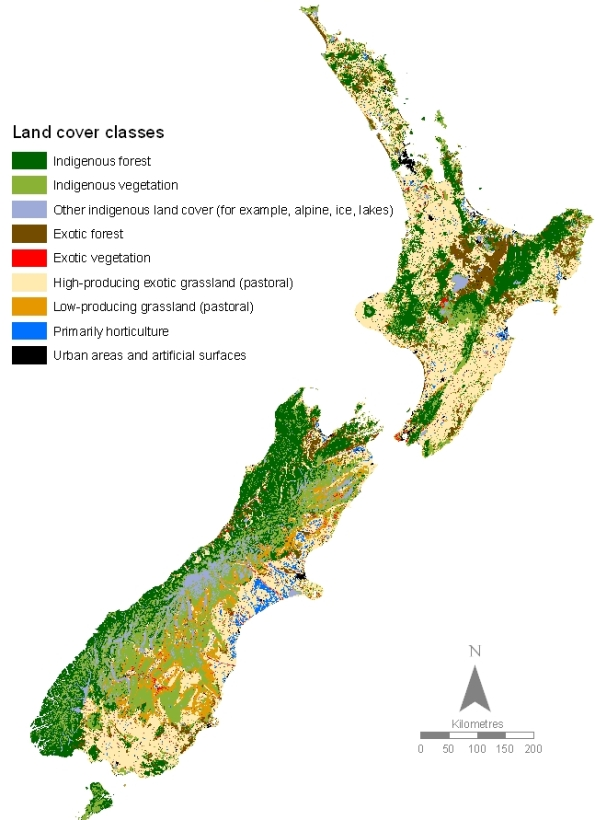 Land cover classes
Indigenous forest
Indigenous vegetation
Other indigenous land cover (for example, alpine, ice, lakes)
Exotic forest
Exotic vegetation
High-producing exotic grassland (pastoral)
Low-producing grassland (pastoral)
Primarily horticulture
Urban areas and artificial surfaces
N
Kilometres
0 50 100 150 200